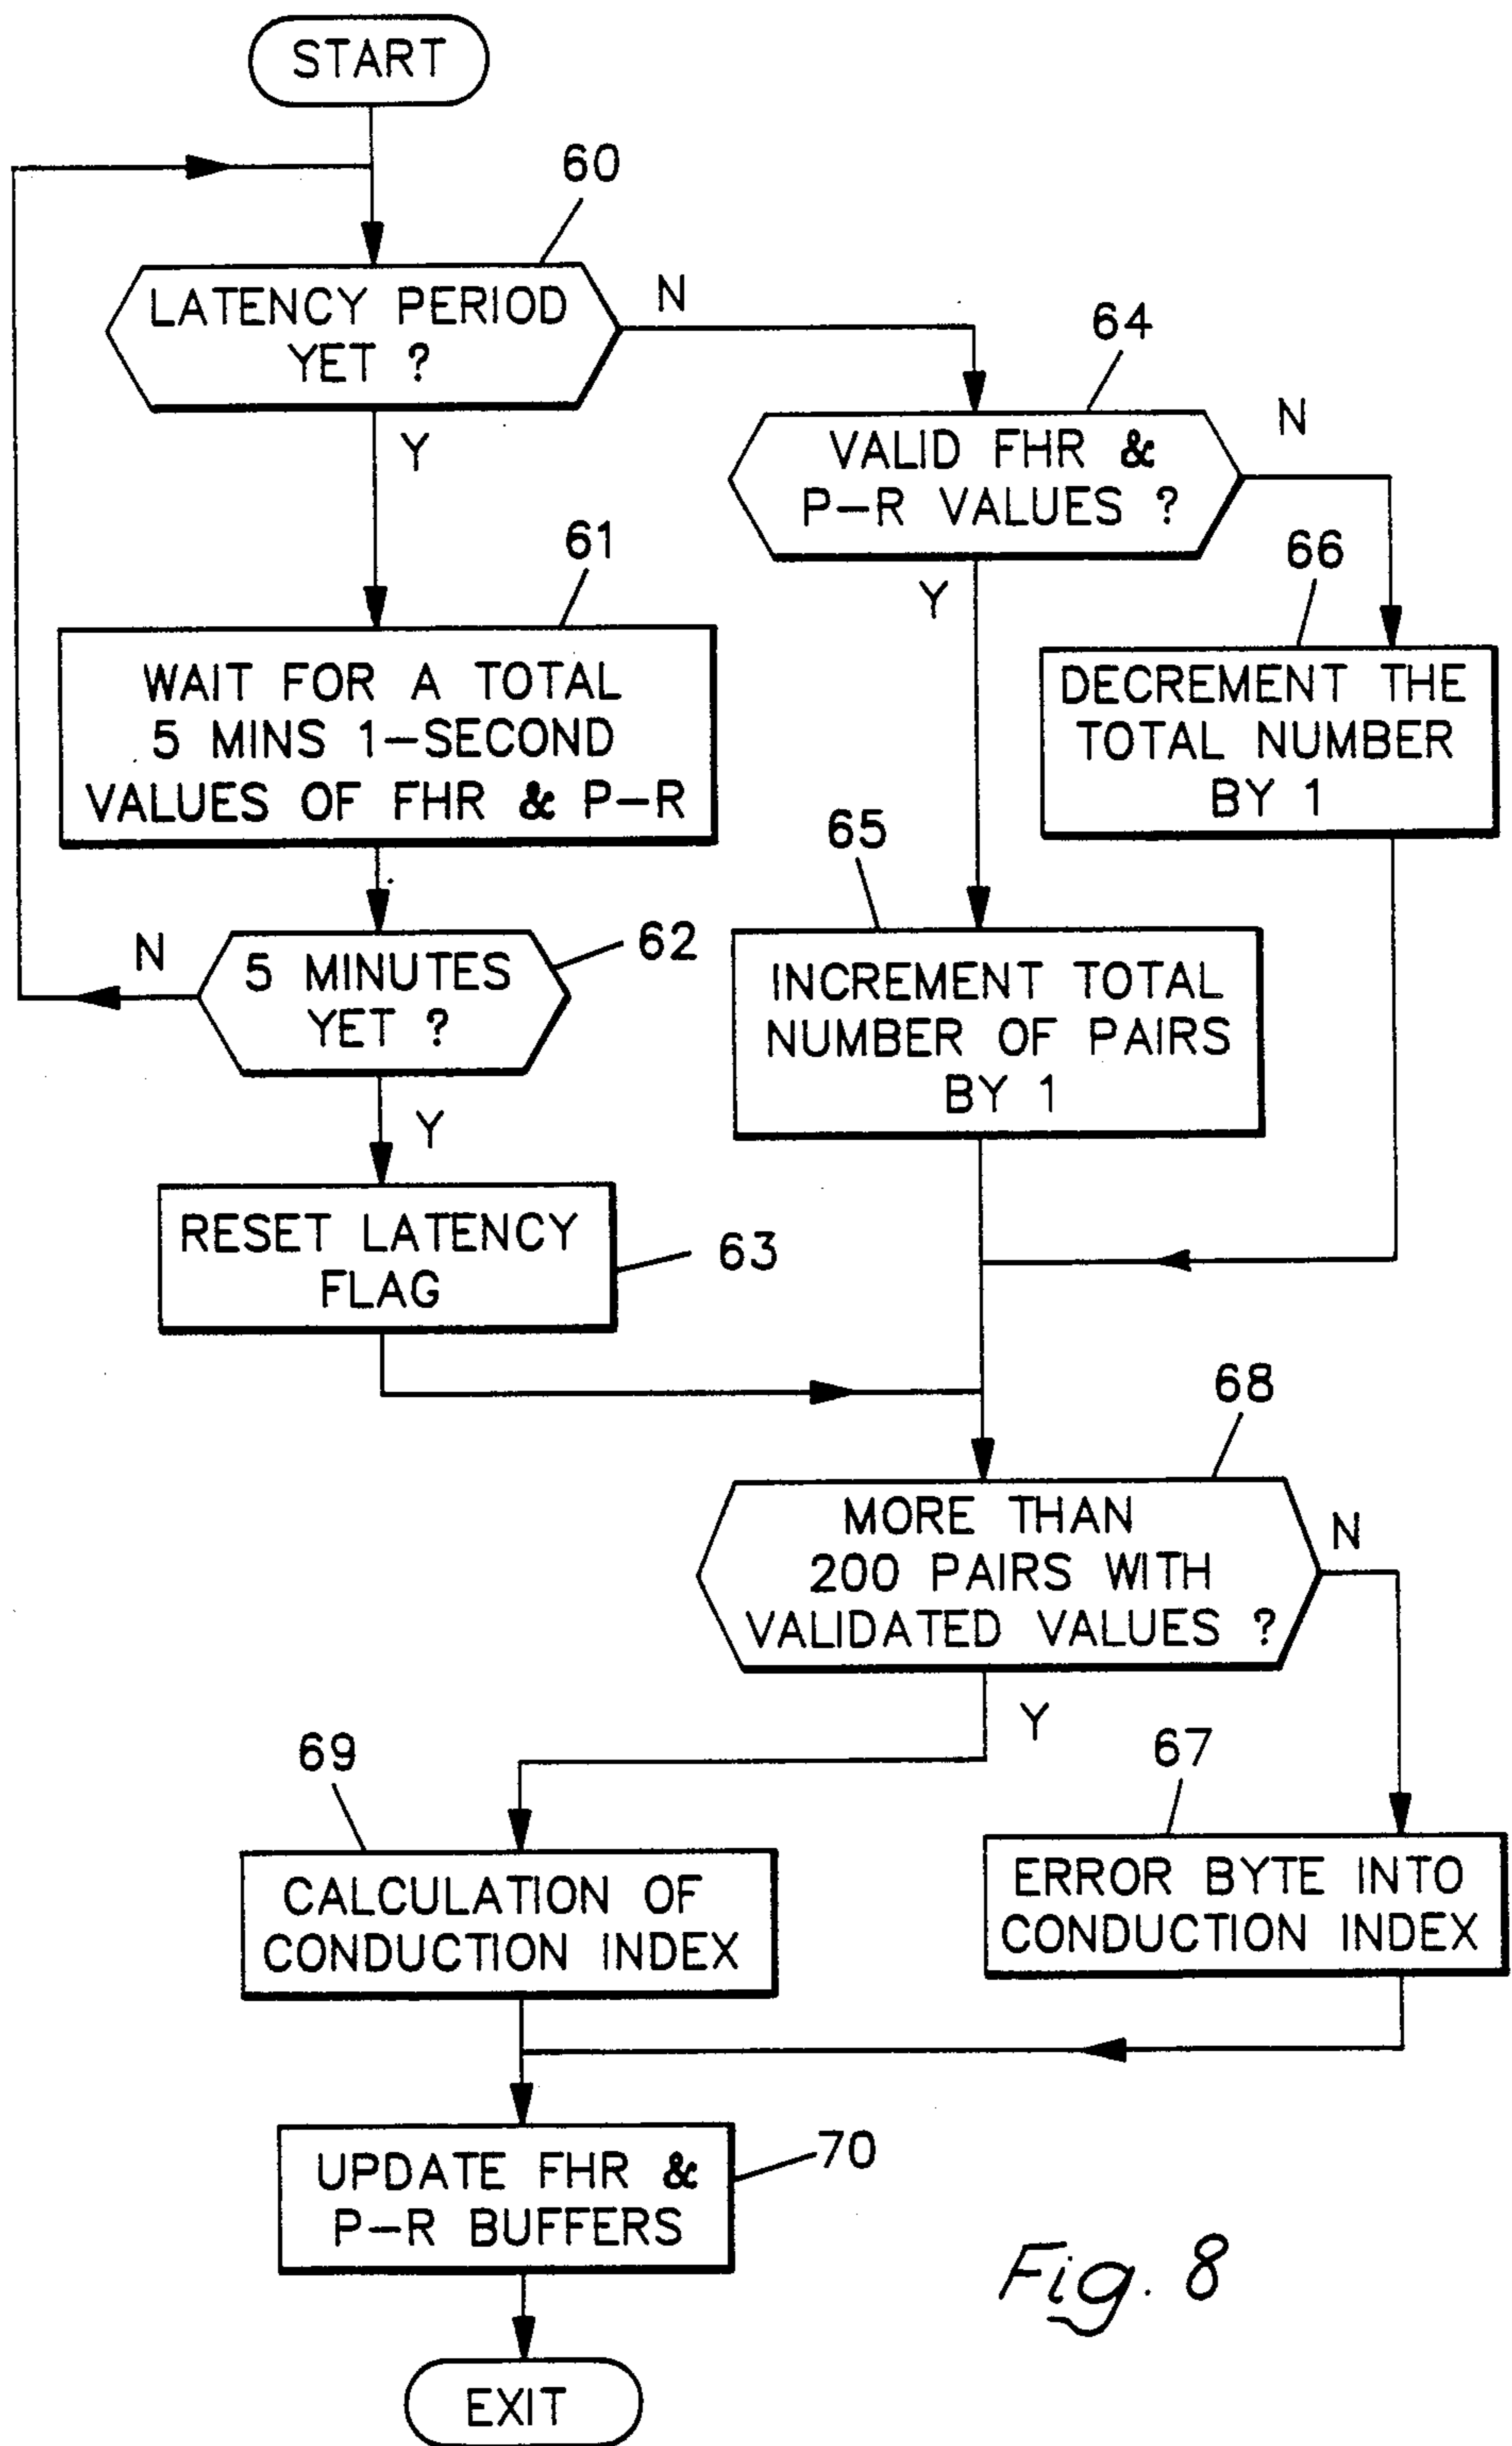 START
60
LATENCY PERIOD
YET ?
N
Y
64
VALID FHR &
P-R VALUES ?
N
Y
61
WAIT FOR A TOTAL
5 MINS 1-SECOND
VALUES OF FHR & P-R
66
DECREMENT THE
TOTAL NUMBER
BY 1
62
5 MINUTES
YET ?
N
Y
65
INCREMENT TOTAL
NUMBER OF PAIRS
BY 1
63
RESET LATENCY
FLAG
68
MORE THAN
200 PAIRS WITH
VALIDATED VALUES ?
N
Y
69
CALCULATION OF
CONDUCTION INDEX
67
ERROR BYTE INTO
CONDUCTION INDEX
70
UPDATE FHR &
P-R BUFFERS
EXIT
Fig. 8